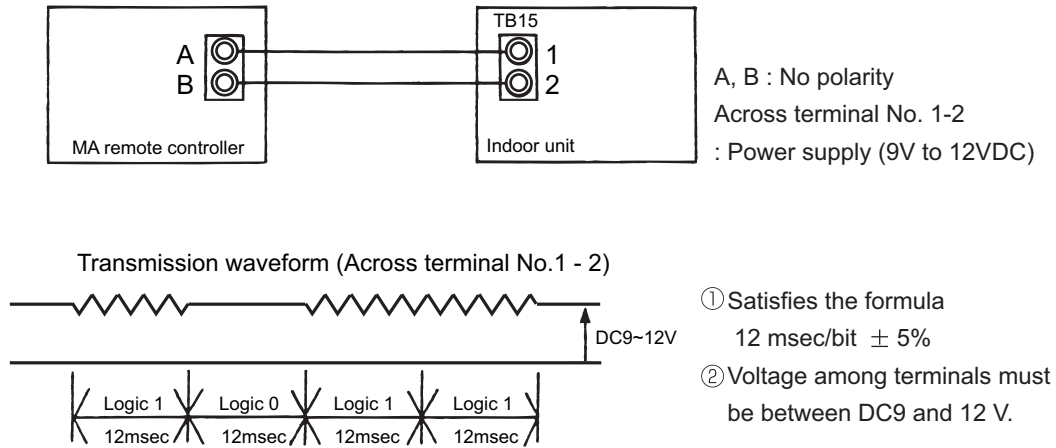 TB15
A
1
B
2
MA remote controller
Indoor unit
A, B : No polarity
Across terminal No. 1-2
: Power supply (9V to 12VDC)
Transmission waveform (Across terminal No.1 - 2)
DC9~12V
Logic 1 Logic 0 Logic 1 Logic 1
12msec 12msec 12msec 12msec
① Satisfies the formula
12 msec/bit ± 5%
② Voltage among terminals must
be between DC9 and 12 V.